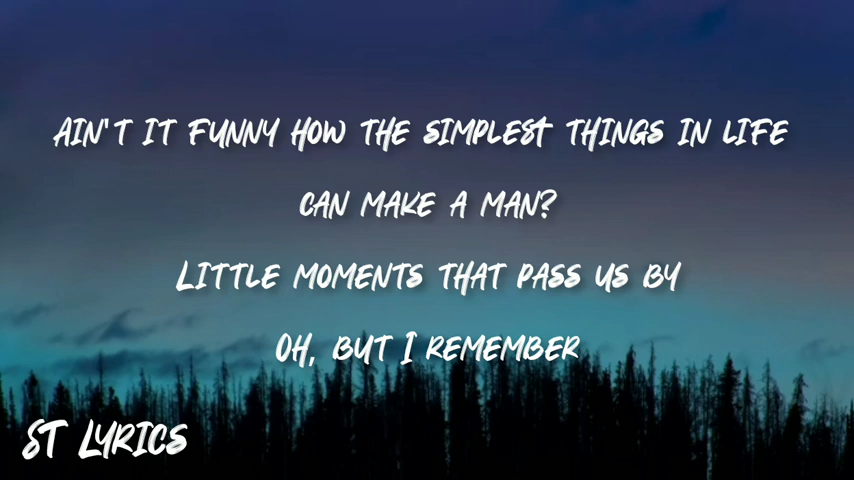 AIN'T IT FUNNY HOW THE SIMPLEST THINGS IN LIFE
CAN MAKE A MAN?
LITTLE MOMENTS THAT PASS US BY
OH, BUT I REMEMBER
ST LYRICS